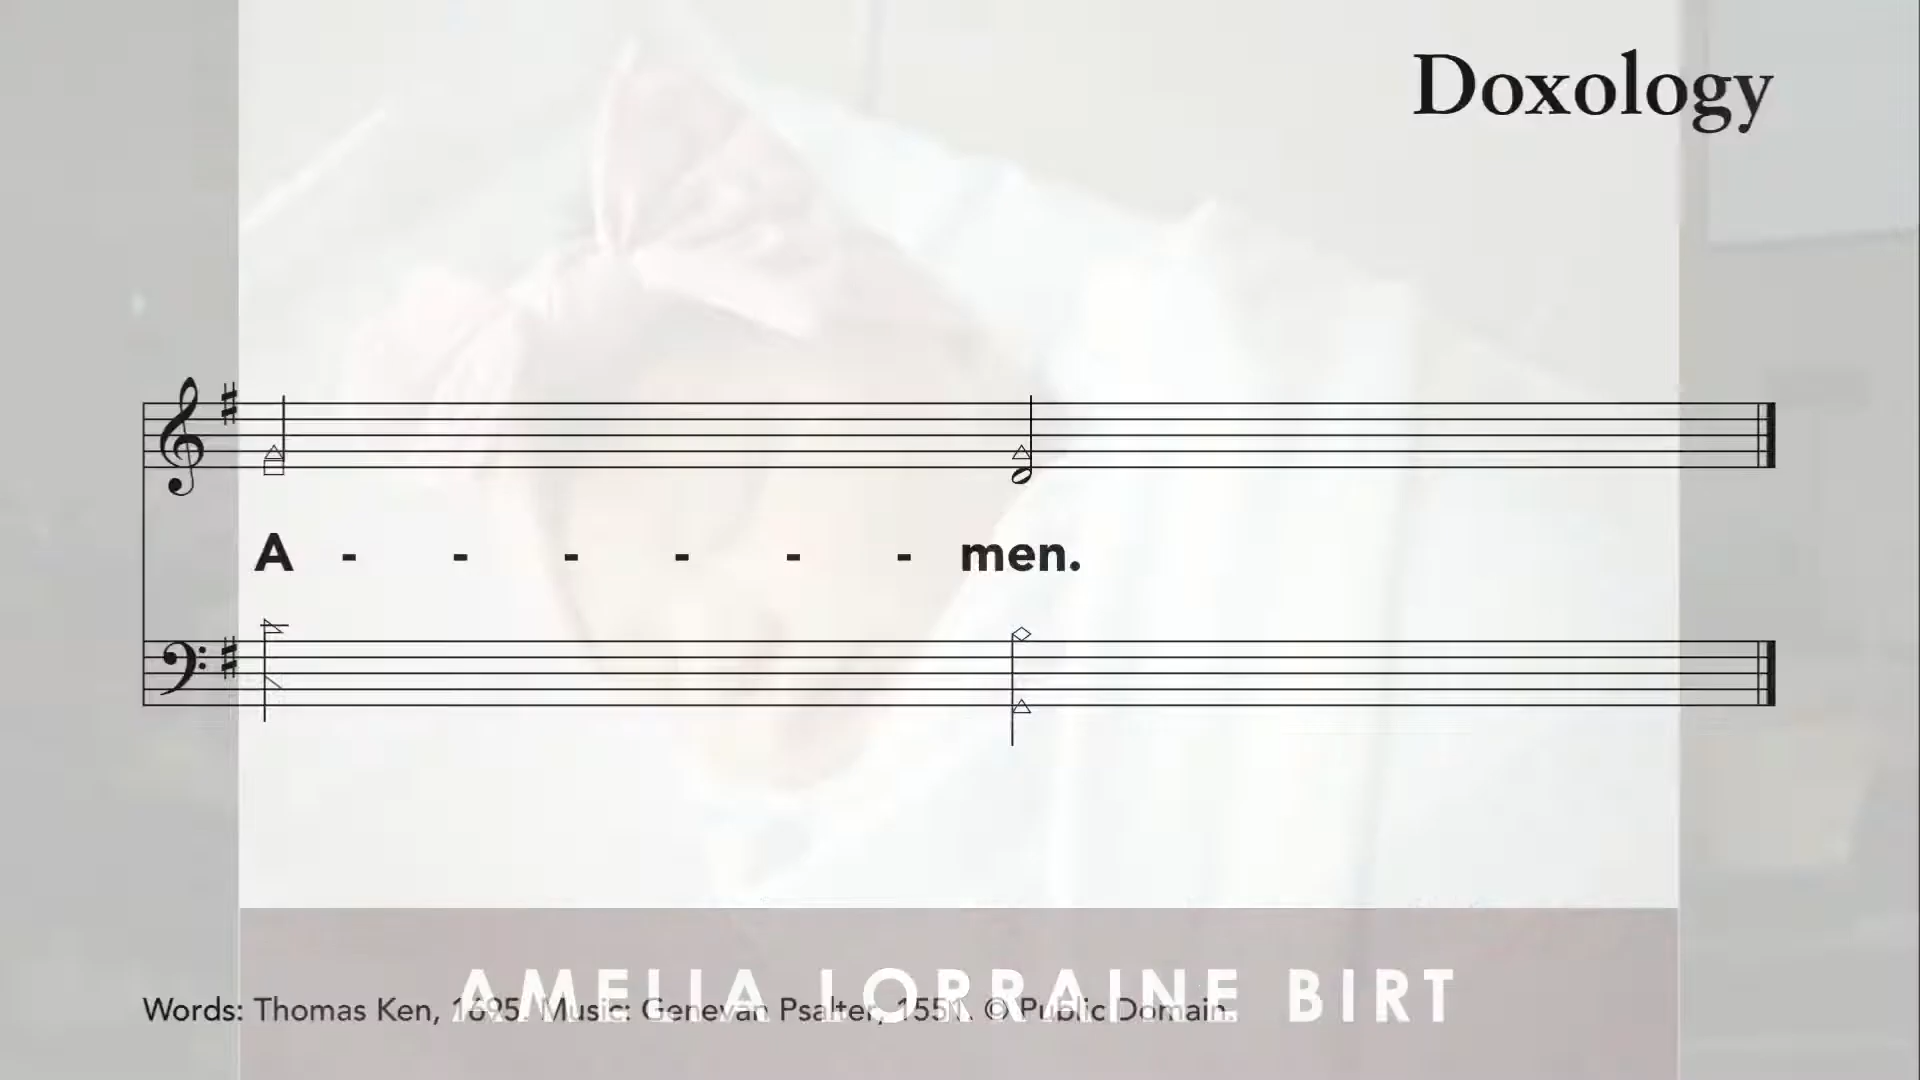 Doxology
A - - - - - - men.
AMELIA LORRAINE BIRT
Words: Thomas Ken, 1695. Music: Genevan Psalter, 1551. © Public Domain.